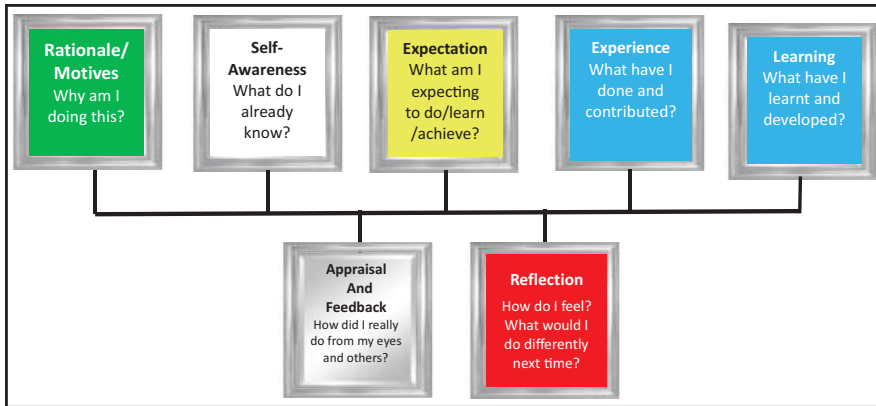 Rationale/
Motives
Why am I
doing this?
Self-
Awareness
What do I
already
know?
Expectation
What am I
expecting
to do/learn
/achieve?
Experience
What have I
done and
contributed?
Learning
What have I
learnt and
developed?
Appraisal
And
Feedback
How did I really
do from my eyes
and others?
Reflection
How do I feel?
What would I
do differently
next time?